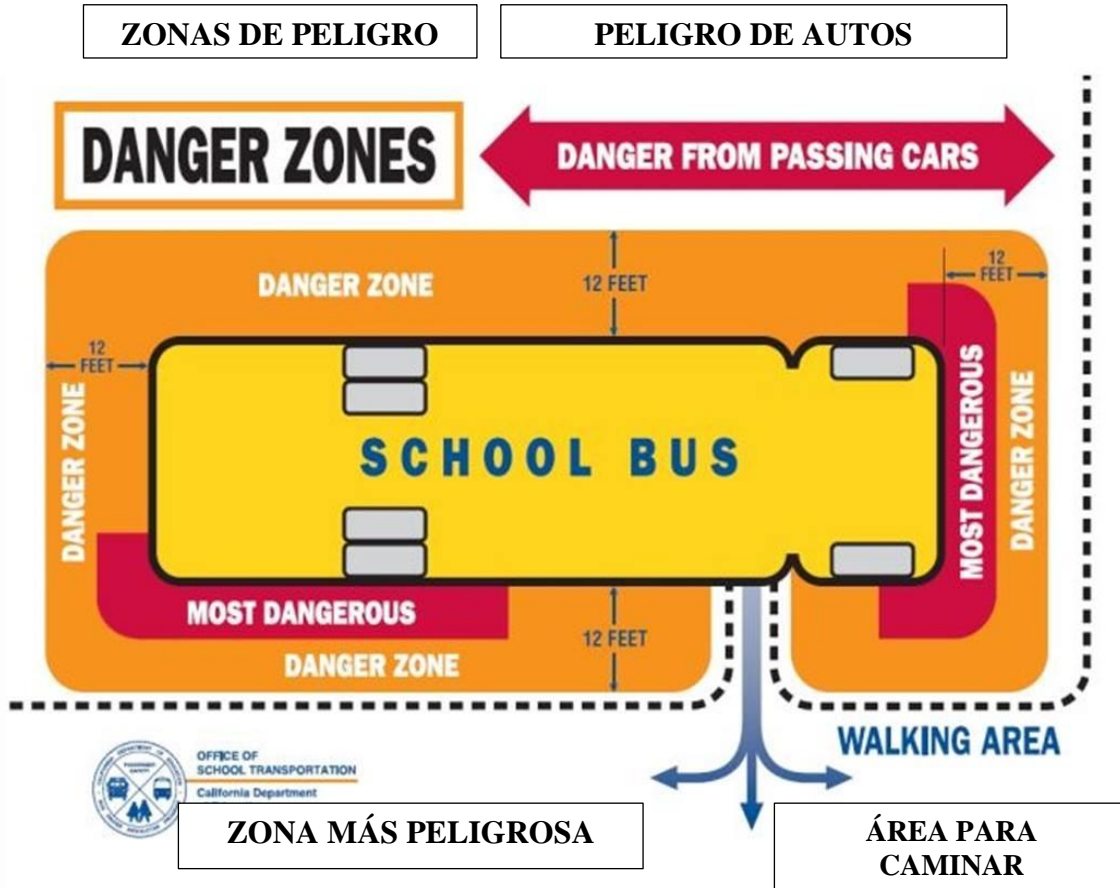 ZONAS DE PELIGRO
PELIGRO DE AUTOS
DANGER ZONES
DANGER FROM PASSING CARS
DANGER ZONE
12 FEET
12
FEET
12
FEET
DANGER ZONE
SCHOOL BUS
MOST DANGEROUS
DANGER ZONE
MOST DANGEROUS
12 FEET
DANGER ZONE
WALKING AREA
OFFICE OF
SCHOOL TRANSPORTATION
California Department
ZONA MÁS PELIGROSA
ÁREA PARA
CAMINAR